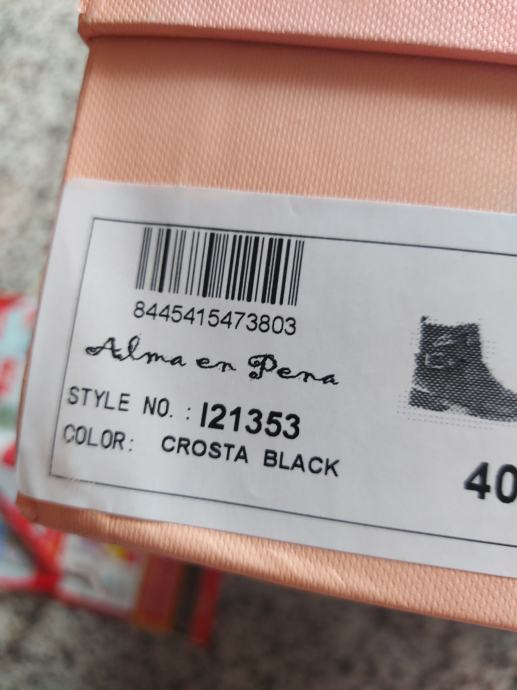 8445415473803
Alma en Pena
STYLE NO. : I21353
COLOR: CROSTA BLACK
40